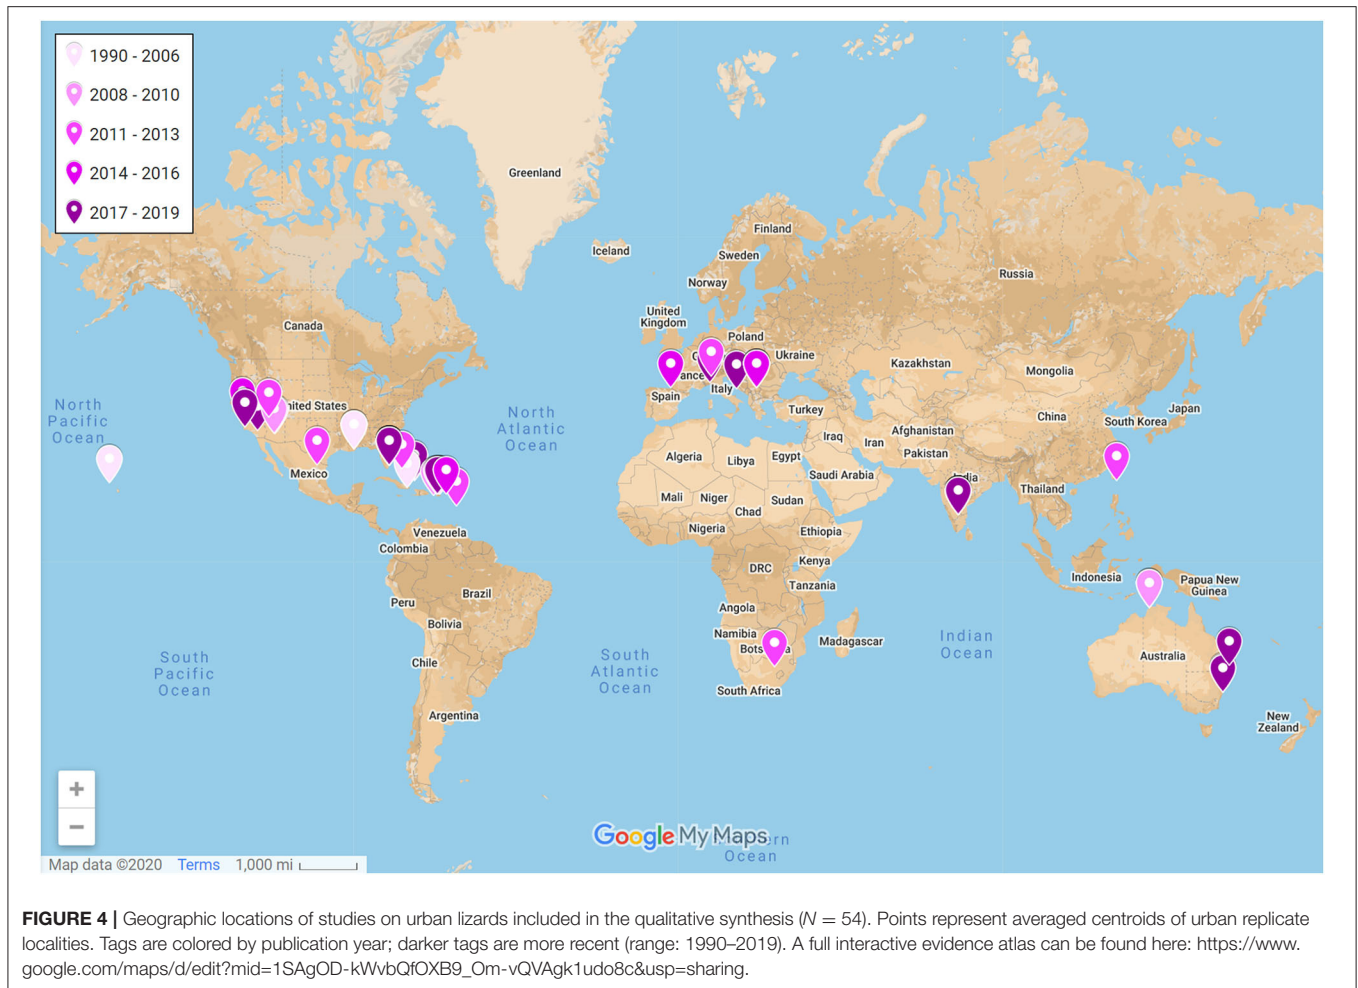 1990 - 2006
2008 - 2010
2011 - 2013
2014 - 2016
2017 - 2019
Greenland
Iceland
Finland
Sweden
Norway
Russia
United
Kingdom
Poland
Ukraine
Italy
Spain
Turkey
Kazakhstan
Mongolia
China
Japan
South Korea
Afghanistan
Iraq
Iran
Pakistan
Canada
North
Pacific
Ocean
North
Atlantic
Ocean
Mexico
Algeria
Libya
Egypt
Saudi Arabia
Mali
Niger
Chad
Sudan
Nigeria
Ethiopia
Thailand
Venezuela
Colombia
DRC
Kenya
Tanzania
Indonesia
Papua New
Guinea
Peru
Brazil
Bolivia
Angola
Namibia
Madagascar
Indian
Ocean
Australia
South
Pacific
Ocean
South
Atlantic
Ocean
Chile
South Africa
Argentina
New
Zealand
+
−
Google My Maps
Ocean
Map data ©2020 Terms 1,000 mi
FIGURE 4 | Geographic locations of studies on urban lizards included in the qualitative synthesis (N = 54). Points represent averaged centroids of urban replicate
localities. Tags are colored by publication year; darker tags are more recent (range: 1990–2019). A full interactive evidence atlas can be found here: https://www.
google.com/maps/d/edit?mid=1SAgOD-kWvbQfOXB9_Om-vQVAgk1udo8c&usp=sharing.